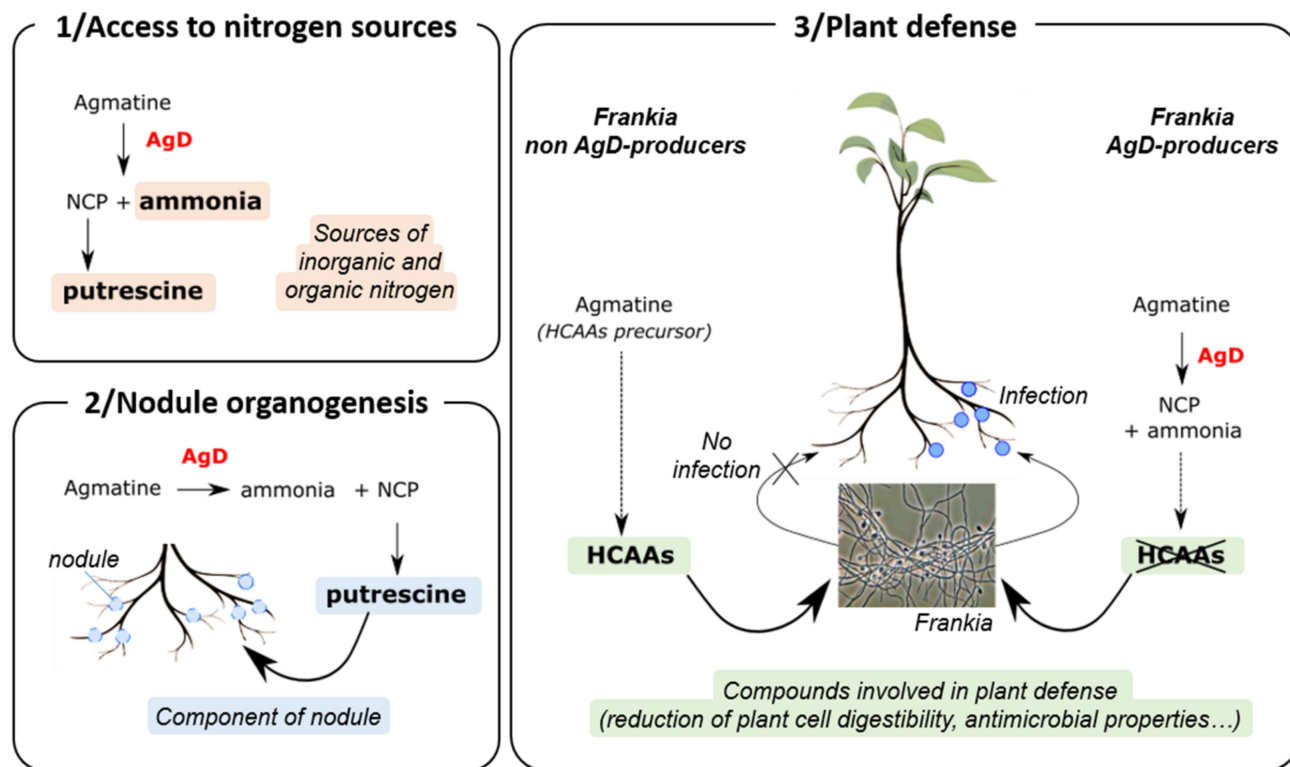 1/Access to nitrogen sources
Agmatine
AgD
NCP + ammonia
putrescine
Sources of
inorganic and
organic nitrogen
2/Nodule organogenesis
AgD
Agmatine ammonia + NCP
nodule
putrescine
Component of nodule
3/Plant defense
Frankia
non AgD-producers
Frankia
AgD-producers
Agmatine
(HCAAs precursor)
HCAAs
No
infection
Infection
Frankia
Agmatine
AgD
NCP
+ ammonia
HCAAs
Compounds involved in plant defense
(reduction of plant cell digestibility, antimicrobial properties…)